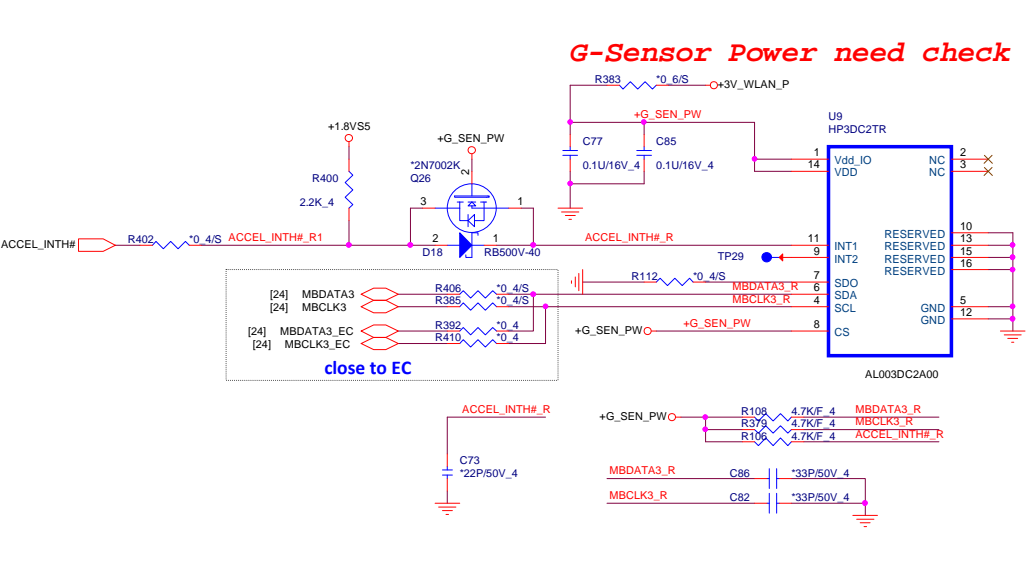 G-Sensor Power need check
R383
*0_6/S
+3V_WLAN_P
+G_SEN_PW
C77
0.1U/16V_4
C85
0.1U/16V_4
U9
HP3DC2TR
1
14
Vdd_IO
VDD
NC
NC
2
3
+1.8VS5
R400
2.2K_4
+G_SEN_PW
*2N7002K
Q26
2
3
1
ACCEL_INTH#
R402
*0_4/S
ACCEL_INTH#_R1
2
1
D18
RB500V-40
ACCEL_INTH#_R
11
9
INT1
INT2
TP29
RESERVED
RESERVED
RESERVED
RESERVED
10
13
15
16
R112
*0_4/S
7
6
4
SDO
SDA
SCL
MBDATA3_R
MBCLK3_R
GND
GND
5
12
[24]
MBDATA3
R406
*0_4/S
[24]
MBCLK3
R385
*0_4/S
[24]
MBDATA3_EC
R392
*0_4
[24]
MBCLK3_EC
R410
*0_4
close to EC
+G_SEN_PW
+G_SEN_PW
8
CS
AL003DC2A00
ACCEL_INTH#_R
C73
*22P/50V_4
+G_SEN_PW
R108
4.7K/F_4
MBDATA3_R
R379
4.7K/F_4
MBCLK3_R
R106
4.7K/F_4
ACCEL_INTH#_R
MBDATA3_R
C86
*33P/50V_4
MBCLK3_R
C82
*33P/50V_4